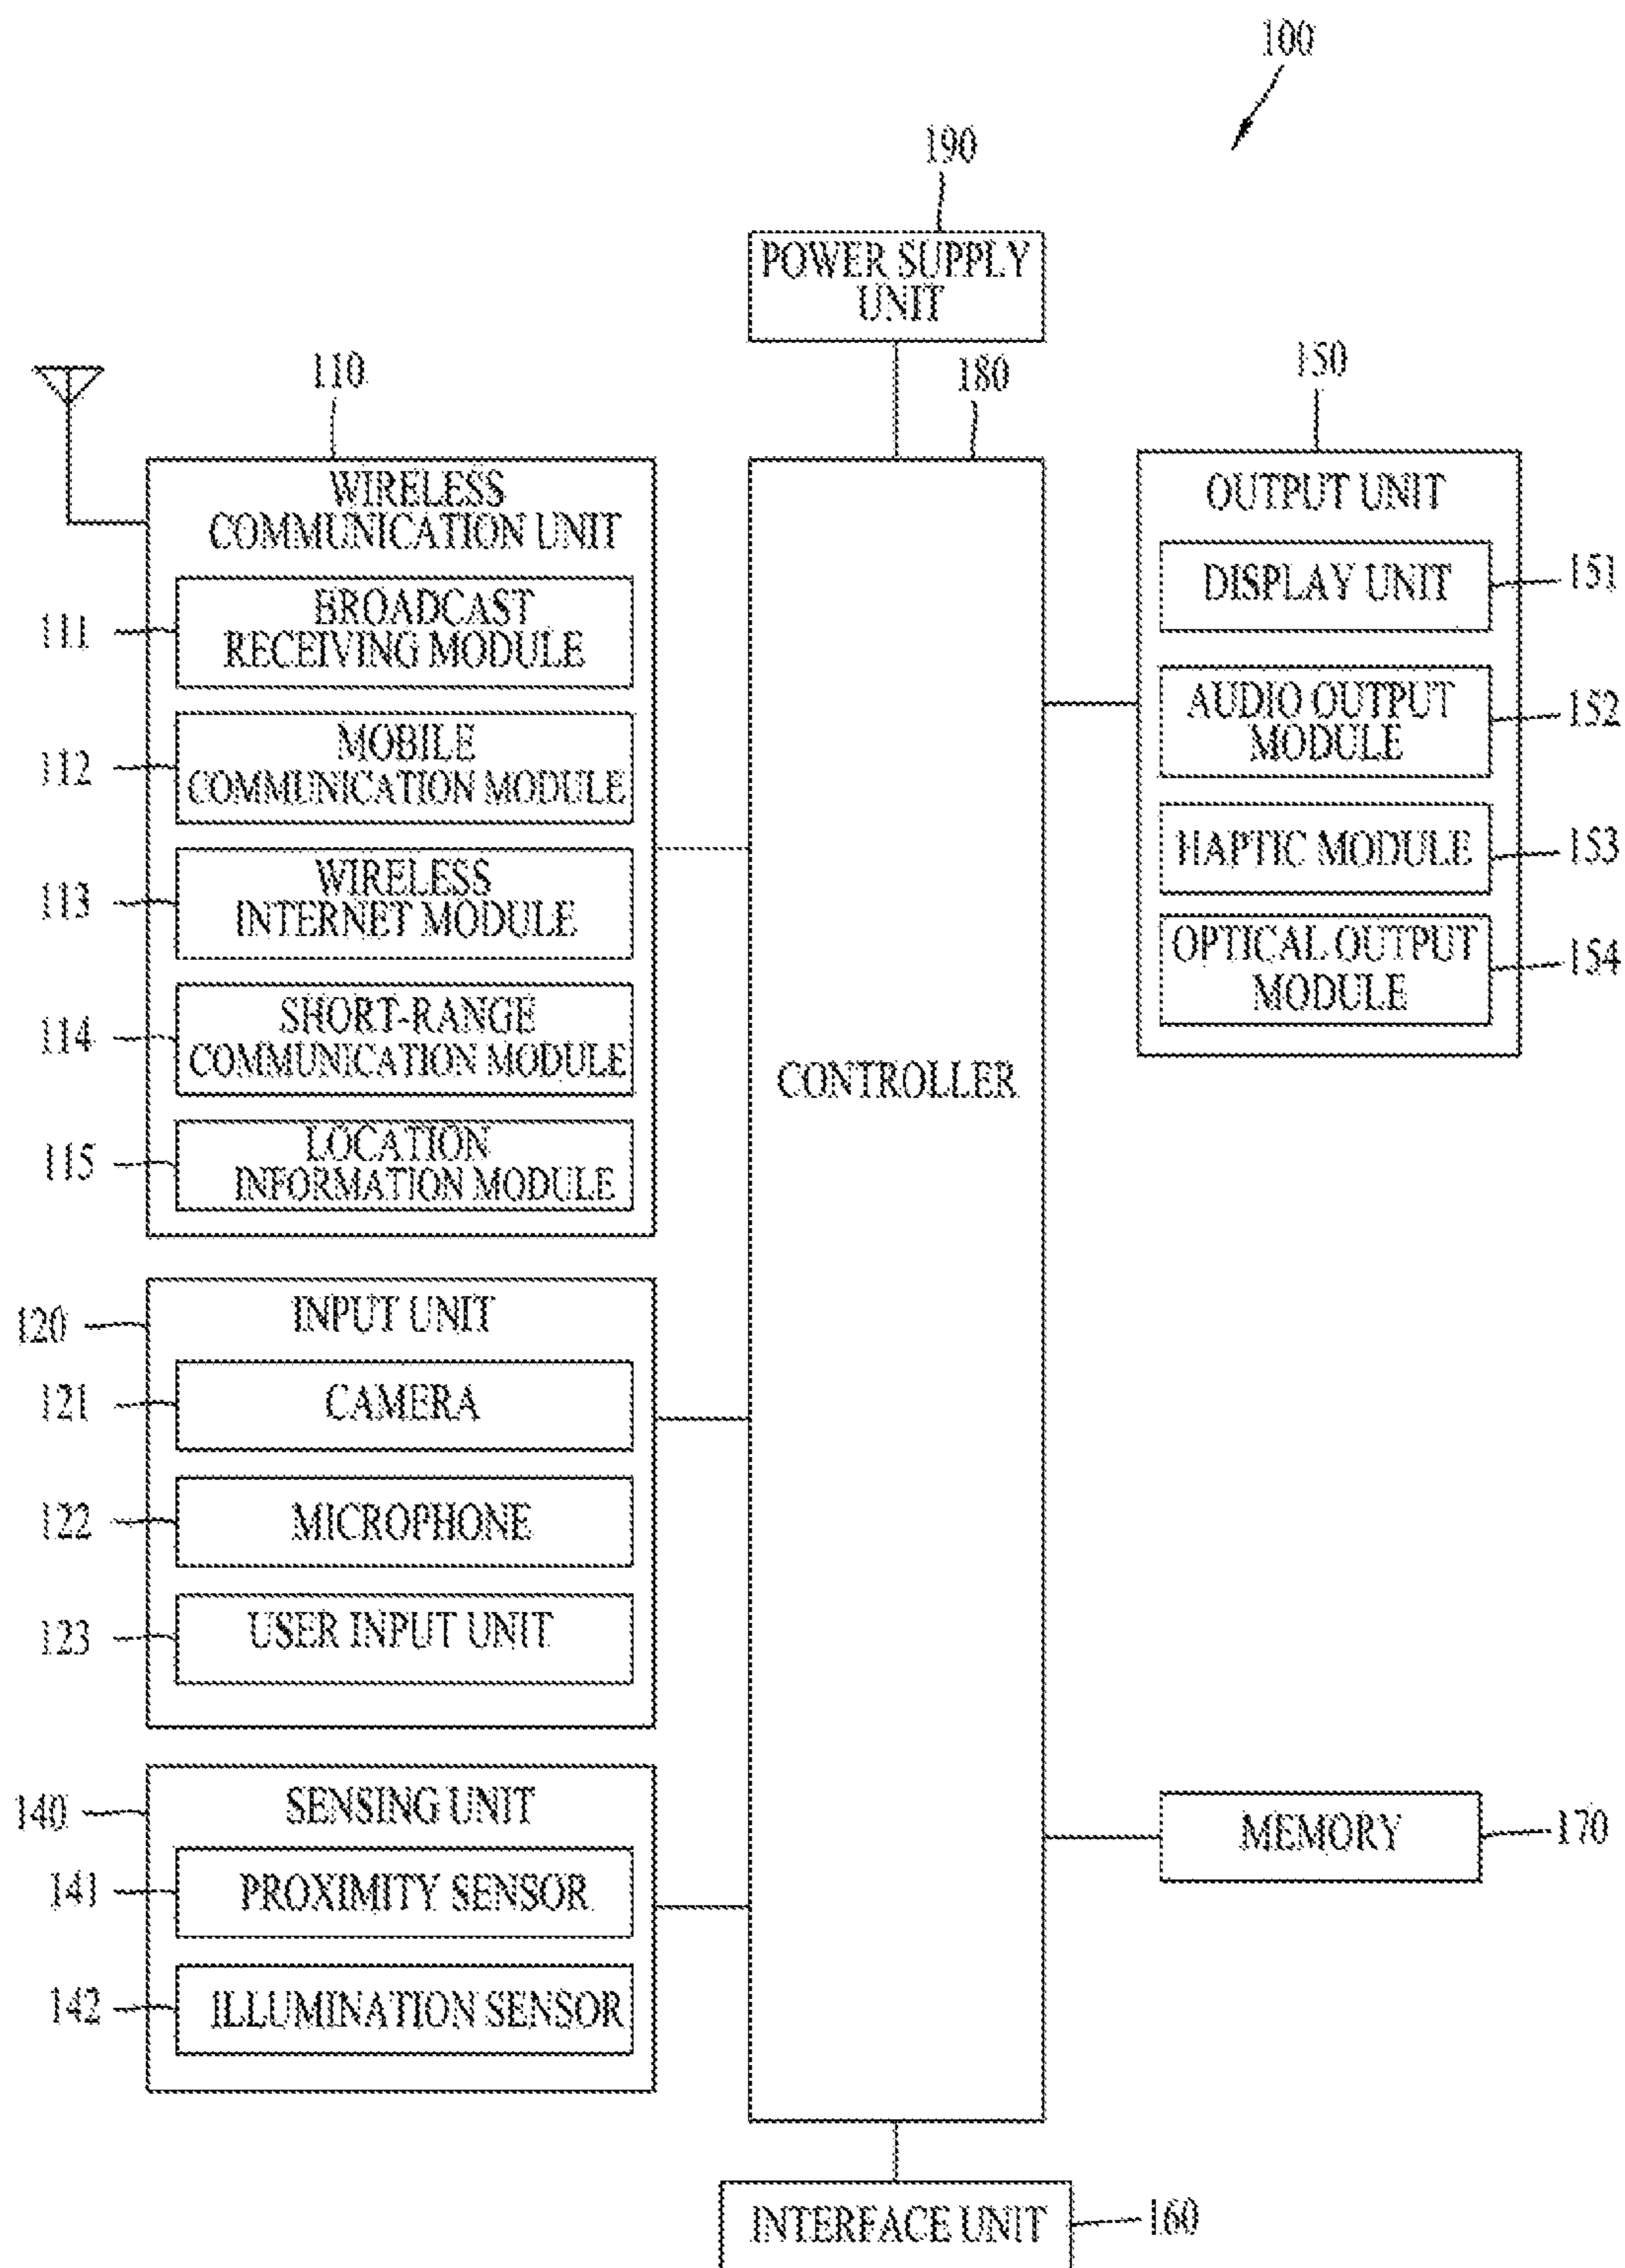 100
190
POWER SUPPLY
UNIT
110
180
150
WIRELESS
COMMUNICATION UNIT
111
BROADCAST
RECEIVING MODULE
112
MOBILE
COMMUNICATION MODULE
113
WIRELESS
INTERNET MODULE
114
SHORT-RANGE
COMMUNICATION MODULE
115
LOCATION
INFORMATION MODULE
120
INPUT UNIT
121
CAMERA
122
MICROPHONE
123
USER INPUT UNIT
140
SENSING UNIT
141
PROXIMITY SENSOR
142
ILLUMINATION SENSOR
CONTROLLER
OUTPUT UNIT
DISPLAY UNIT
151
AUDIO OUTPUT
MODULE
152
HAPTIC MODULE
153
OPTICAL OUTPUT
MODULE
154
MEMORY
170
INTERFACE UNIT
160